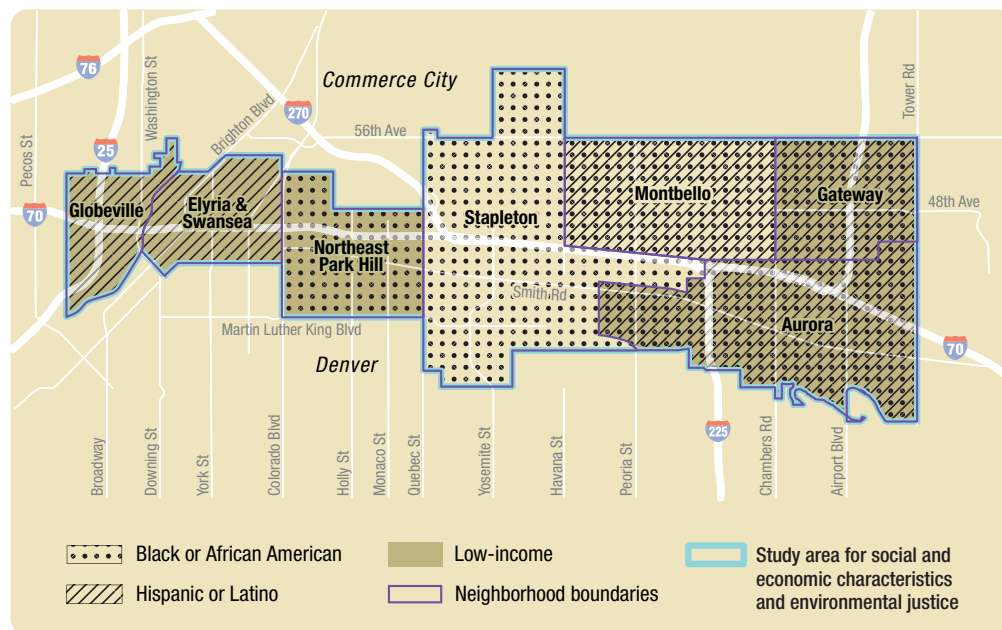 76
Washington St
Commerce City
Tower Rd
Brighton Blvd
270
56th Ave
Pecos St
25
Montbello
Gateway
Globeville
Elyria &
Swansea
Stapleton
48th Ave
70
Northeast
Park Hill
Smith Rd
Martin Luther King Blvd
Aurora
70
Denver
225
Broadway
Downing St
York St
Colorado Blvd
Holly St
Monaco St
Quebec St
Yosemite St
Havana St
Peoria St
Chambers Rd
Airport Blvd
Black or African American
Low-income
Study area for social and
economic characteristics
and environmental justice
Hispanic or Latino
Neighborhood boundaries